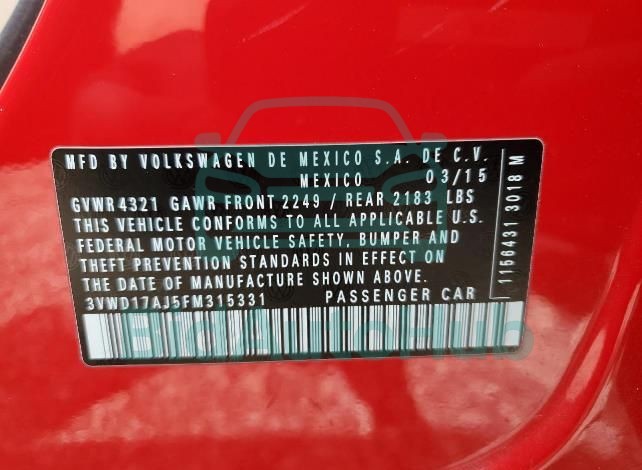 MFD BY VOLKSWAGEN DE MEXICO S.A. DE C.V.
MEXICO 03/15
GVWR 4321 GAWR FRONT 2249 / REAR 2183 LBS
THIS VEHICLE CONFORMS TO ALL APPLICABLE U.S.
FEDERAL MOTOR VEHICLE SAFETY, BUMPER AND
THEFT PREVENTION STANDARDS IN EFFECT ON
THE DATE OF MANUFACTURE SHOWN ABOVE.
3VWD17AJ5FM315331 PASSENGER CAR
1156431 3018 M